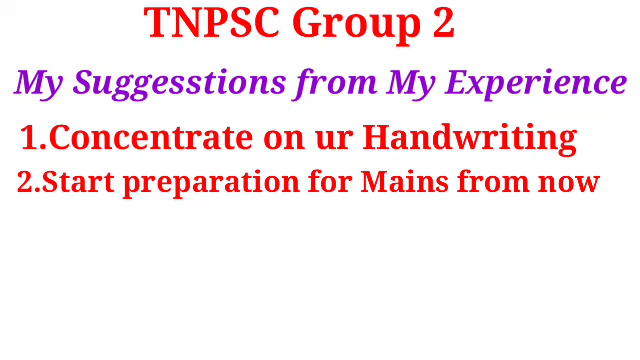 TNPSC Group 2
My Suggesstions from My Experience
1.Concentrate on ur Handwriting
2.Start preparation for Mains from now